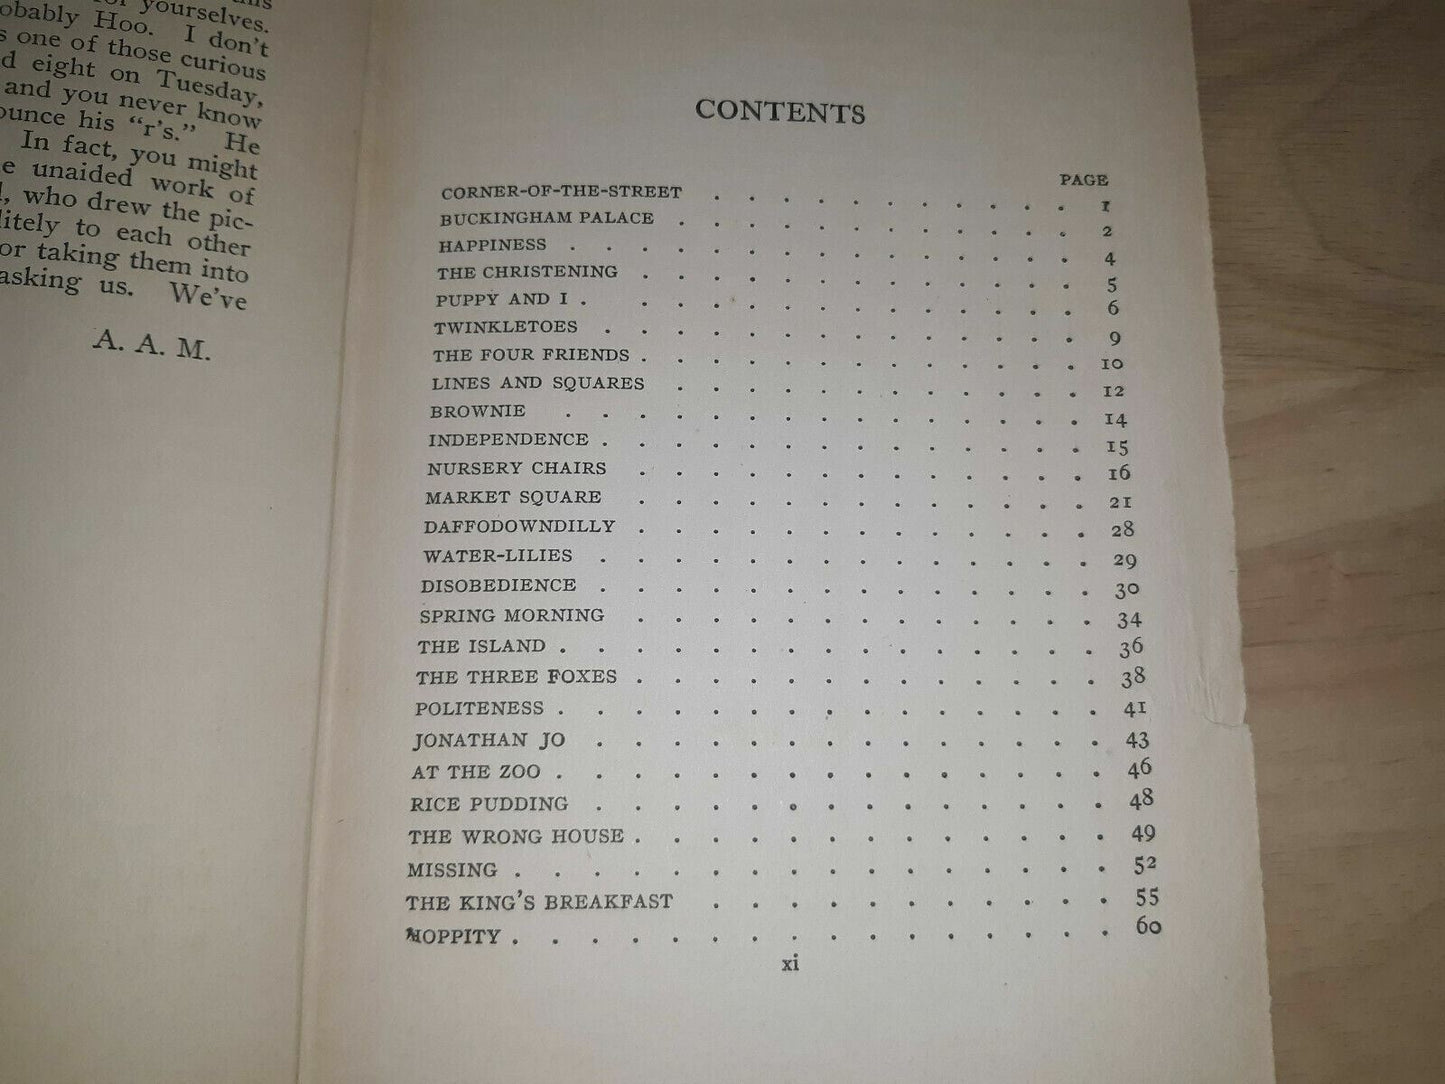 this
for yourselves.
obably Hoo. I don't
s one of those curious
d eight on Tuesday,
and you never know
ounce his "r's." He
In fact, you might
e unaided work of
, who drew the pic-
litely to each other
or taking them into
asking us. We've
A. A. M.
CONTENTS
PAGE
CORNER-OF-THE-STREET . . . . . . . . . . . 1
BUCKINGHAM PALACE . . . . . . . . . . . . 2
HAPPINESS . . . . . . . . . . . . . . 4
THE CHRISTENING . . . . . . . . . . . . . 5
PUPPY AND I . . . . . . . . . . . . . . 6
TWINKLETOES . . . . . . . . . . . . . . 9
THE FOUR FRIENDS . . . . . . . . . . . . . 10
LINES AND SQUARES . . . . . . . . . . . . 12
BROWNIE . . . . . . . . . . . . . . . 14
INDEPENDENCE . . . . . . . . . . . . . . 15
NURSERY CHAIRS . . . . . . . . . . . . . 16
MARKET SQUARE . . . . . . . . . . . . . 21
DAFFODOWNDILLY . . . . . . . . . . . . . 28
WATER-LILIES . . . . . . . . . . . . . . 29
DISOBEDIENCE . . . . . . . . . . . . . . 30
SPRING MORNING . . . . . . . . . . . . . 34
THE ISLAND . . . . . . . . . . . . . . . 36
THE THREE FOXES . . . . . . . . . . . . . 38
POLITENESS . . . . . . . . . . . . . . . 41
JONATHAN JO . . . . . . . . . . . . . . 43
AT THE ZOO . . . . . . . . . . . . . . . 46
RICE PUDDING . . . . . . . . . . . . . . 48
THE WRONG HOUSE . . . . . . . . . . . . . 49
MISSING . . . . . . . . . . . . . . . . 52
THE KING'S BREAKFAST . . . . . . . . . . . 55
HOPPITY . . . . . . . . . . . . . . . . 60
xi